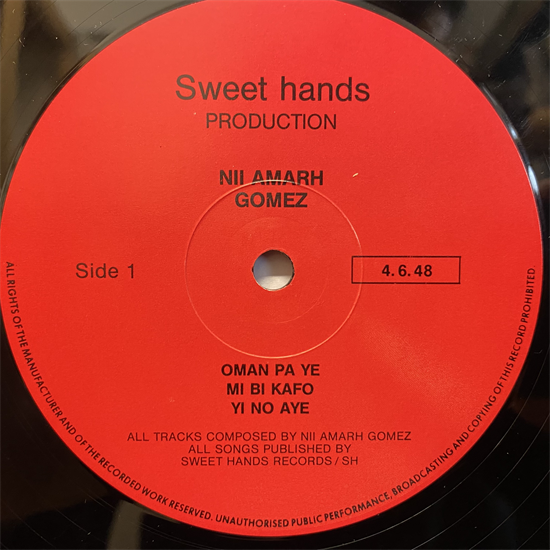 Sweet hands
PRODUCTION
NII AMARH
GOMEZ
Side 1
4.6.48
OMAN PA YE
MI BI KAFO
YI NO AYE
ALL TRACKS COMPOSED BY NII AMARH GOMEZ
ALL SONGS PUBLISHED BY
SWEET HANDS RECORDS/SH
ALL RIGHTS OF THE MANUFACTURER AND OF THE RECORDED WORK RESERVED. UNAUTHORISED PUBLIC PERFORMANCE, BROADCASTING AND COPYING OF THIS RECORD PROHIBITED